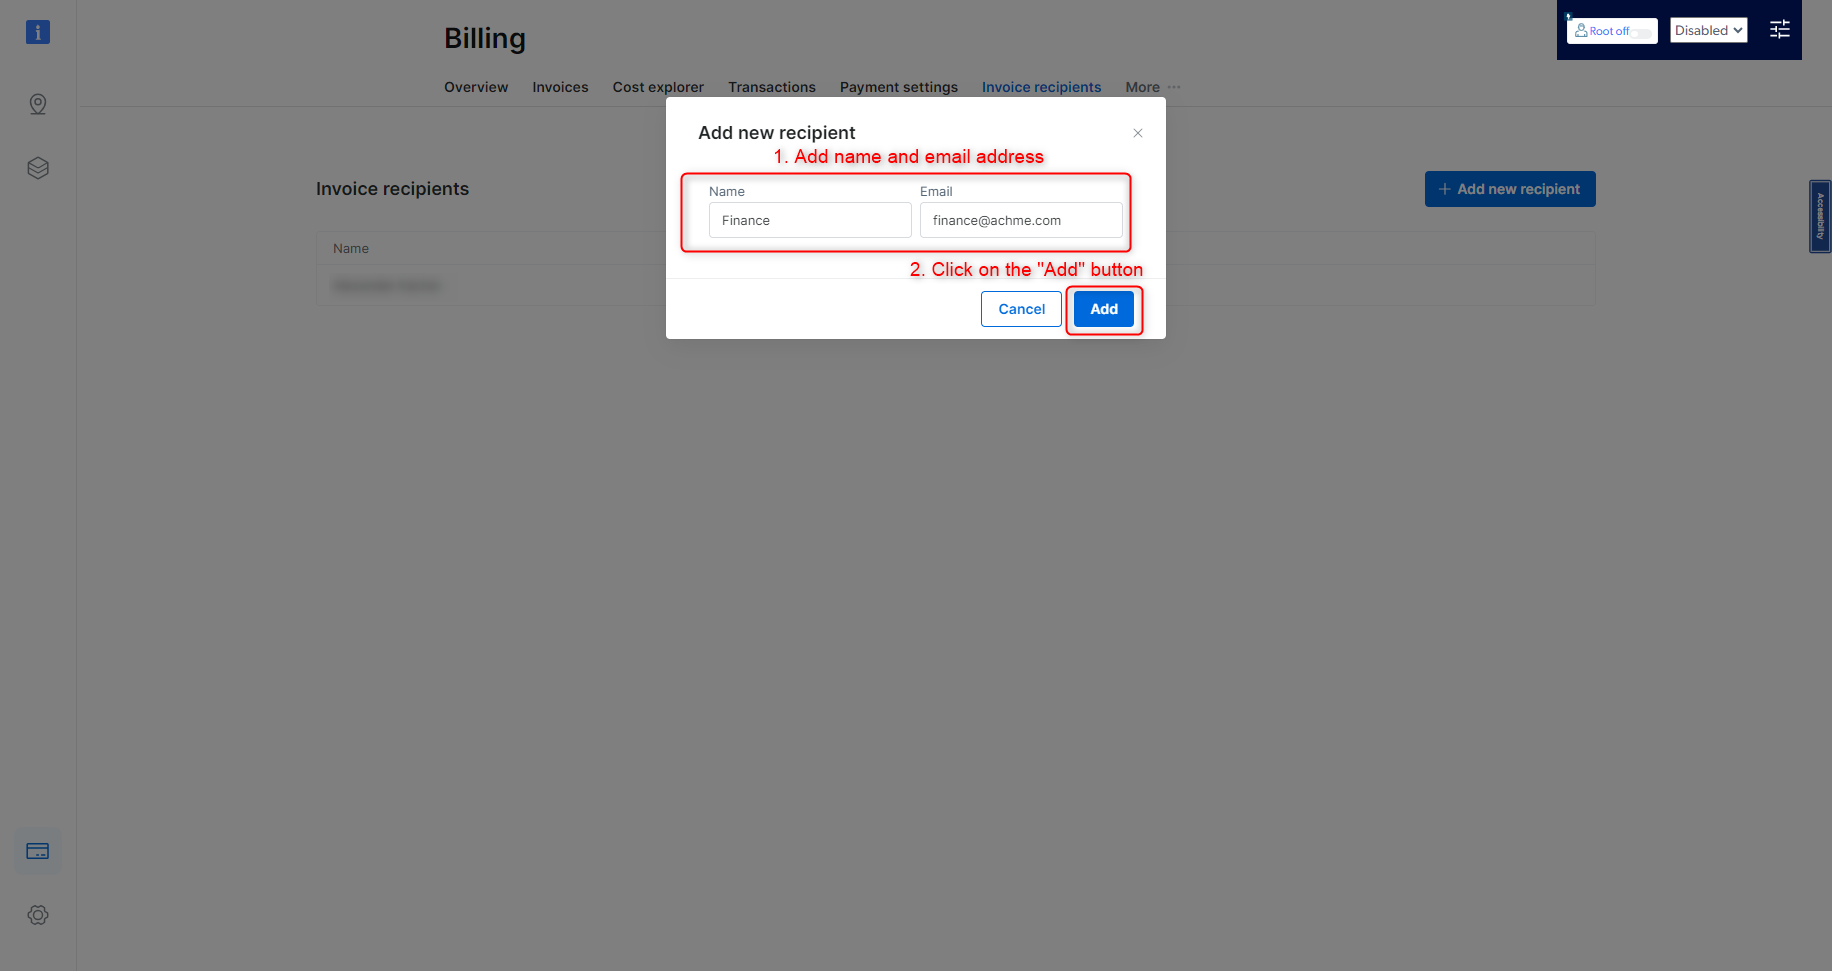 Billing
Root off
Disabled
Overview
Invoices
Cost explorer
Transactions
Payment settings
Invoice recipients
More ···
Add new recipient
1. Add name and email address
Name
Email
Finance
finance@achme.com
2. Click on the "Add" button
Cancel
Add
Invoice recipients
+ Add new recipient
Accessibility
Name